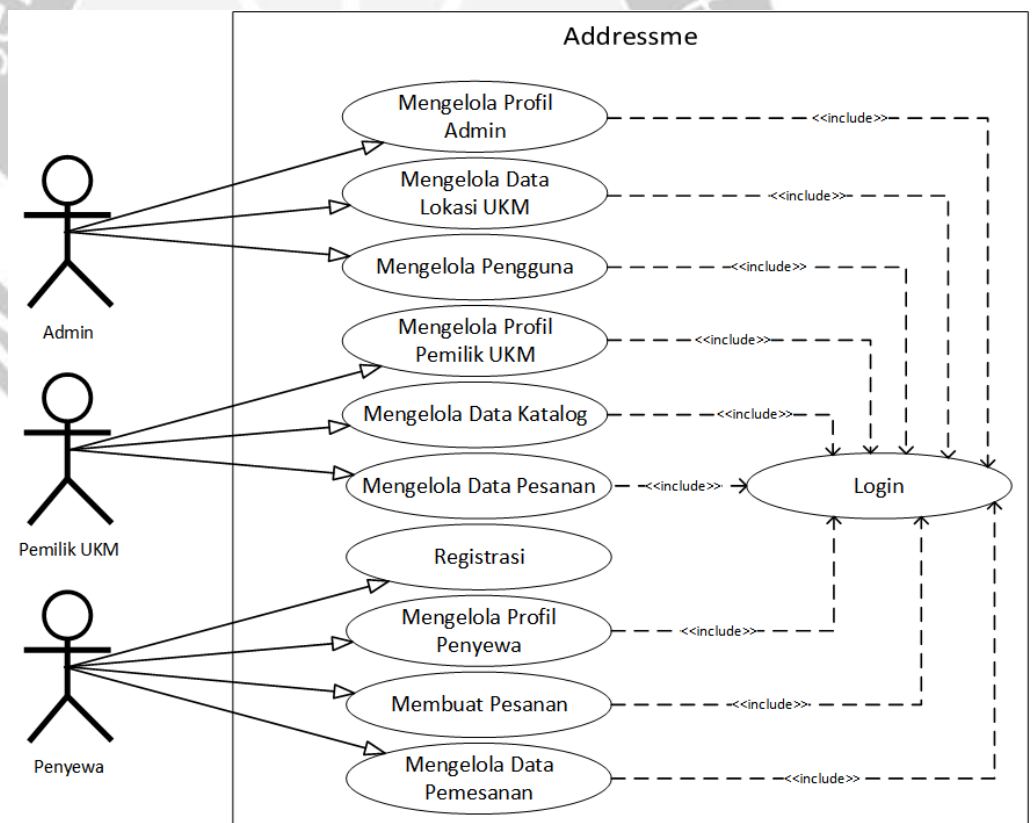 Addressme
Mengelola Profil
Admin
<<include>>
Mengelola Data
Lokasi UKM
<<include>>
Mengelola Pengguna
<<include>>
Admin
Mengelola Profil
Pemilik UKM
<<include>>
Mengelola Data Katalog
<<include>>
Mengelola Data Pesanan
<<include>>
Login
Pemilik UKM
Registrasi
Mengelola Profil
Penyewa
<<include>>
Membuat Pesanan
<<include>>
Penyewa
Mengelola Data
Pemesanan
<<include>>